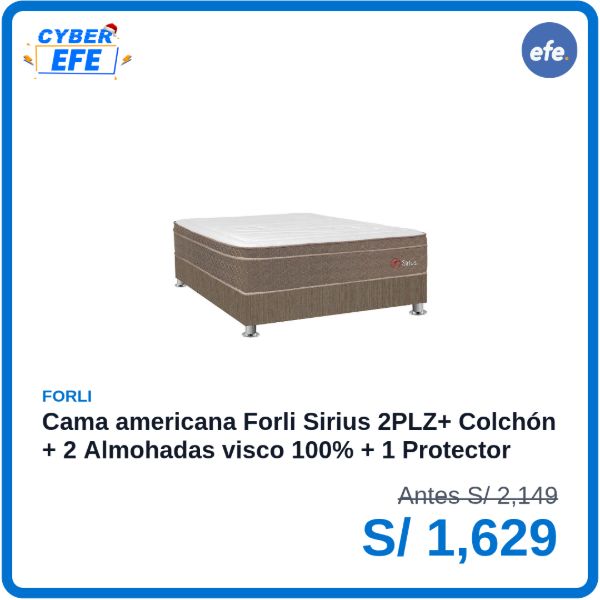 CYBER
EFE
efe.
Sirius
FORLI
Cama americana Forli Sirius 2PLZ+ Colchón
+ 2 Almohadas visco 100% + 1 Protector
Antes S/ 2,149
S/ 1,629